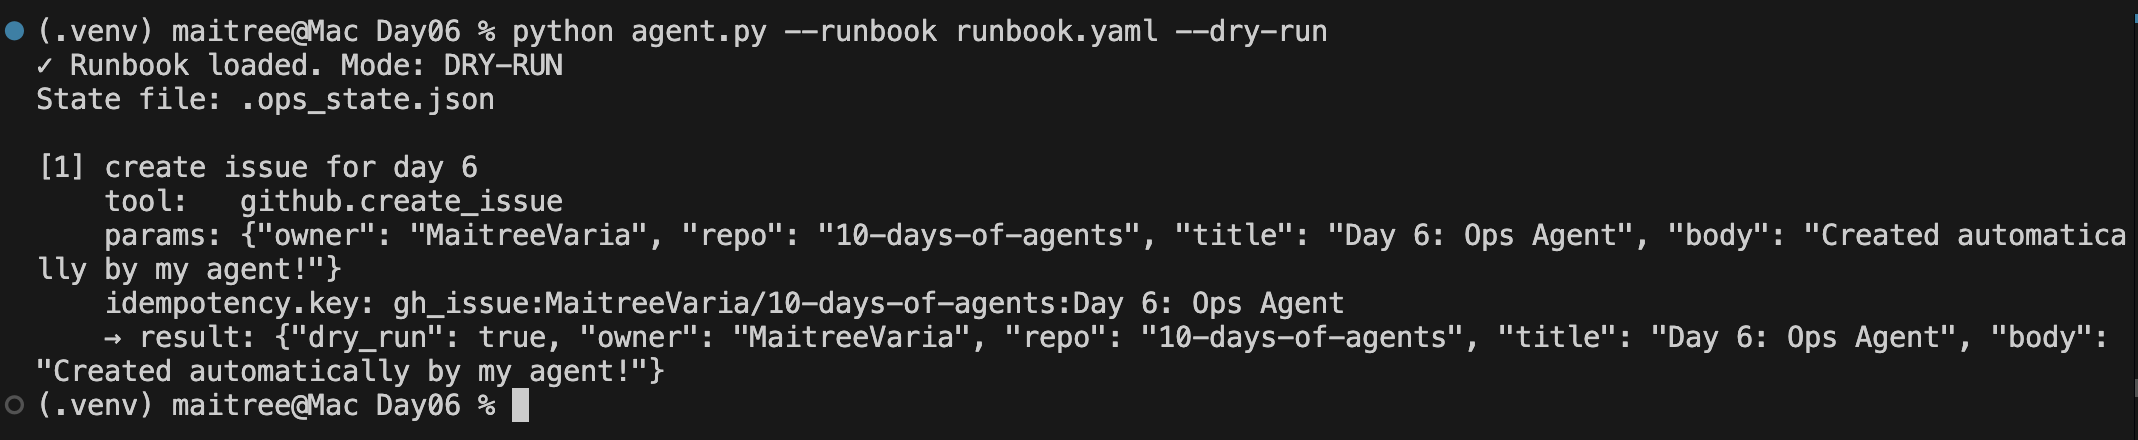 (.venv) maitree@Mac Day06 % python agent.py --runbook runbook.yaml --dry-run
✓ Runbook loaded. Mode: DRY-RUN
State file: .ops_state.json
[1] create issue for day 6
tool:   github.create_issue
params: {"owner": "MaitreeVaria", "repo": "10-days-of-agents", "title": "Day 6: Ops Agent", "body": "Created automatica
lly by my agent!"}
idempotency.key: gh_issue:MaitreeVaria/10-days-of-agents:Day 6: Ops Agent
→ result: {"dry_run": true, "owner": "MaitreeVaria", "repo": "10-days-of-agents", "title": "Day 6: Ops Agent", "body":
"Created automatically by my agent!"}
(.venv) maitree@Mac Day06 %